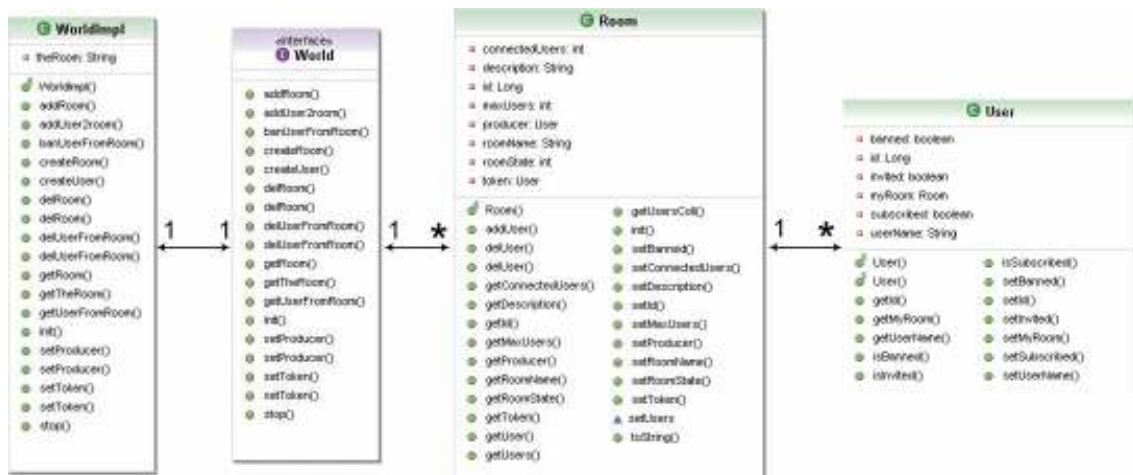 WorldImpl
theRoom: String
WorldImpl()
addRoom()
addUser2room()
banUserFromRoom()
createRoom()
createUser()
delRoom()
delRoom()
delUserFromRoom()
delUserFromRoom()
getRoom()
getTheRoom()
getUserFromRoom()
init()
setProducer()
setProducer()
setToken()
setToken()
stop()
1
1
«interface»
World
addRoom()
addUser2room()
banUserFromRoom()
createRoom()
createUser()
delRoom()
delRoom()
delUserFromRoom()
delUserFromRoom()
getRoom()
getTheRoom()
getUserFromRoom()
init()
setProducer()
setProducer()
setToken()
setToken()
stop()
1
*
Room
connectedUsers: int
description: String
id: Long
maxUsers: int
producer: User
roomName: String
roomState: int
token: User
Room()
addUser()
delUser()
delUser()
getConnectedUsers()
getDescription()
getId()
getMaxUsers()
getProducer()
getRoomName()
getRoomState()
getToken()
getUser()
getUsers()
getUsersColl()
init()
setBanned()
setConnectedUsers()
setDescription()
setId()
setMaxUsers()
setProducer()
setRoomName()
setRoomState()
setToken()
setUsers
toString()
1
*
User
banned: boolean
id: Long
invited: boolean
myRoom: Room
subscribed: boolean
userName: String
User()
User()
getId()
getMyRoom()
getUserName()
isBanned()
isInvited()
isSubscribed()
setBanned()
setId()
setInvited()
setMyRoom()
setSubscribed()
setUserName()